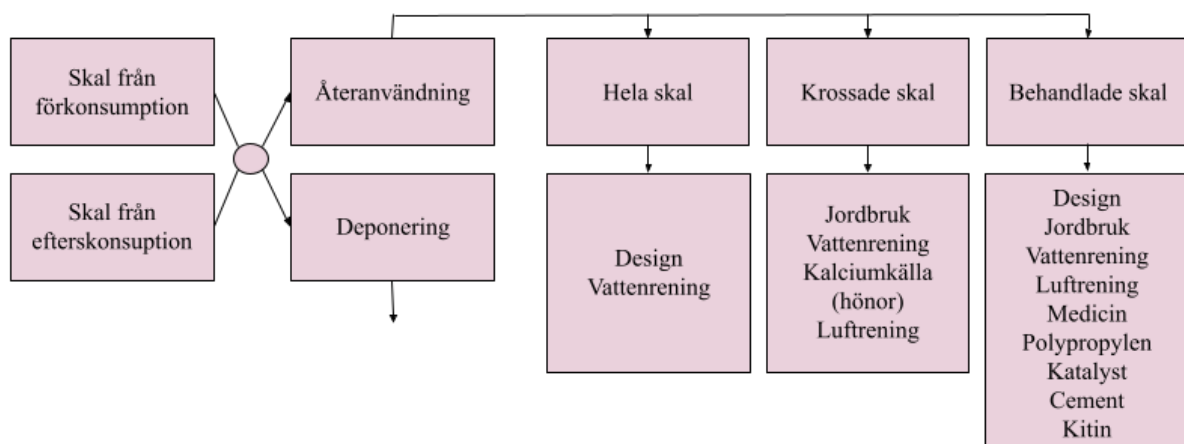 Skal från
förkonsumption
Återanvändning
Hela skal
Krossade skal
Behandlade skal
Skal från
efterskonsuption
Deponering
Design
Vattenrening
Jordbruk
Vattenrening
Kalciumkälla
(hönor)
Luftrening
Design
Jordbruk
Vattenrening
Luftrening
Medicin
Polypropylen
Katalyst
Cement
Kitin